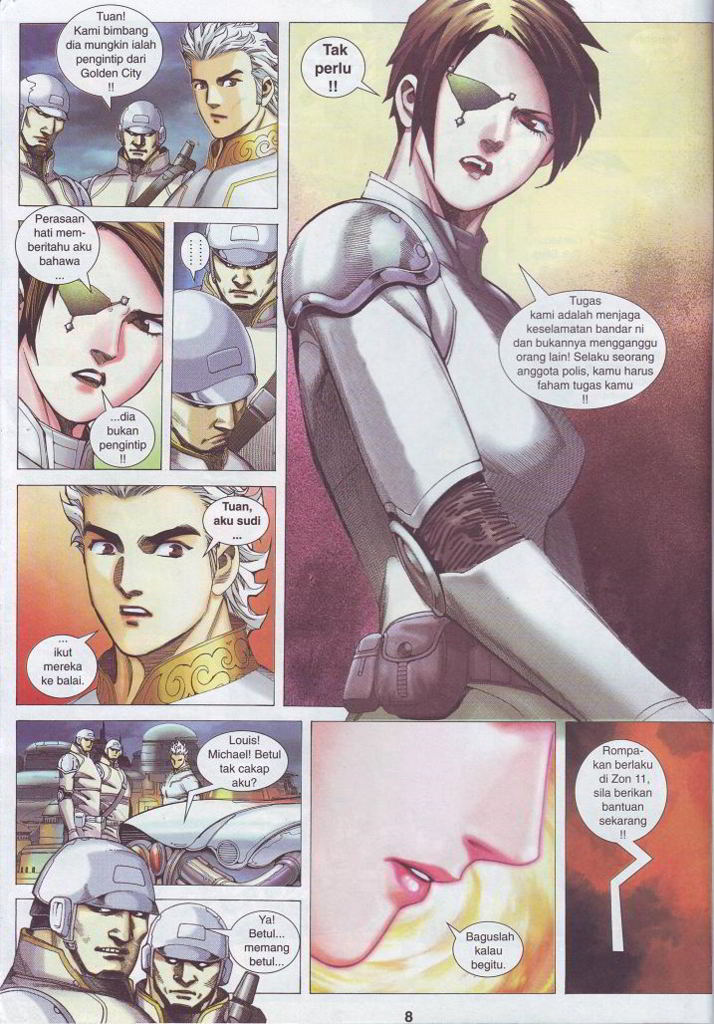 Tuan!
Kami bimbang
dia mungkin ialah
pengintip dari
Golden City
!!
Tak
perlu
!!
Tugas
kami adalah menjaga
keselamatan bandar ni
dan bukannya mengganggu
orang lain! Selaku seorang
anggota polis, kamu harus
faham tugas kamu
!!
Perasaan
hati mem-
beritahu aku
bahawa
...
...dia
bukan
pengintip
!!
......
Tuan,
aku sudi
...
...
ikut
mereka
ke balai.
Louis!
Michael! Betul
tak cakap
aku?
Ya!
Betul...
memang
betul...
Baguslah
kalau
begitu.
Rompa-
kan berlaku
di Zon 11,
sila berikan
bantuan
sekarang
!!
8